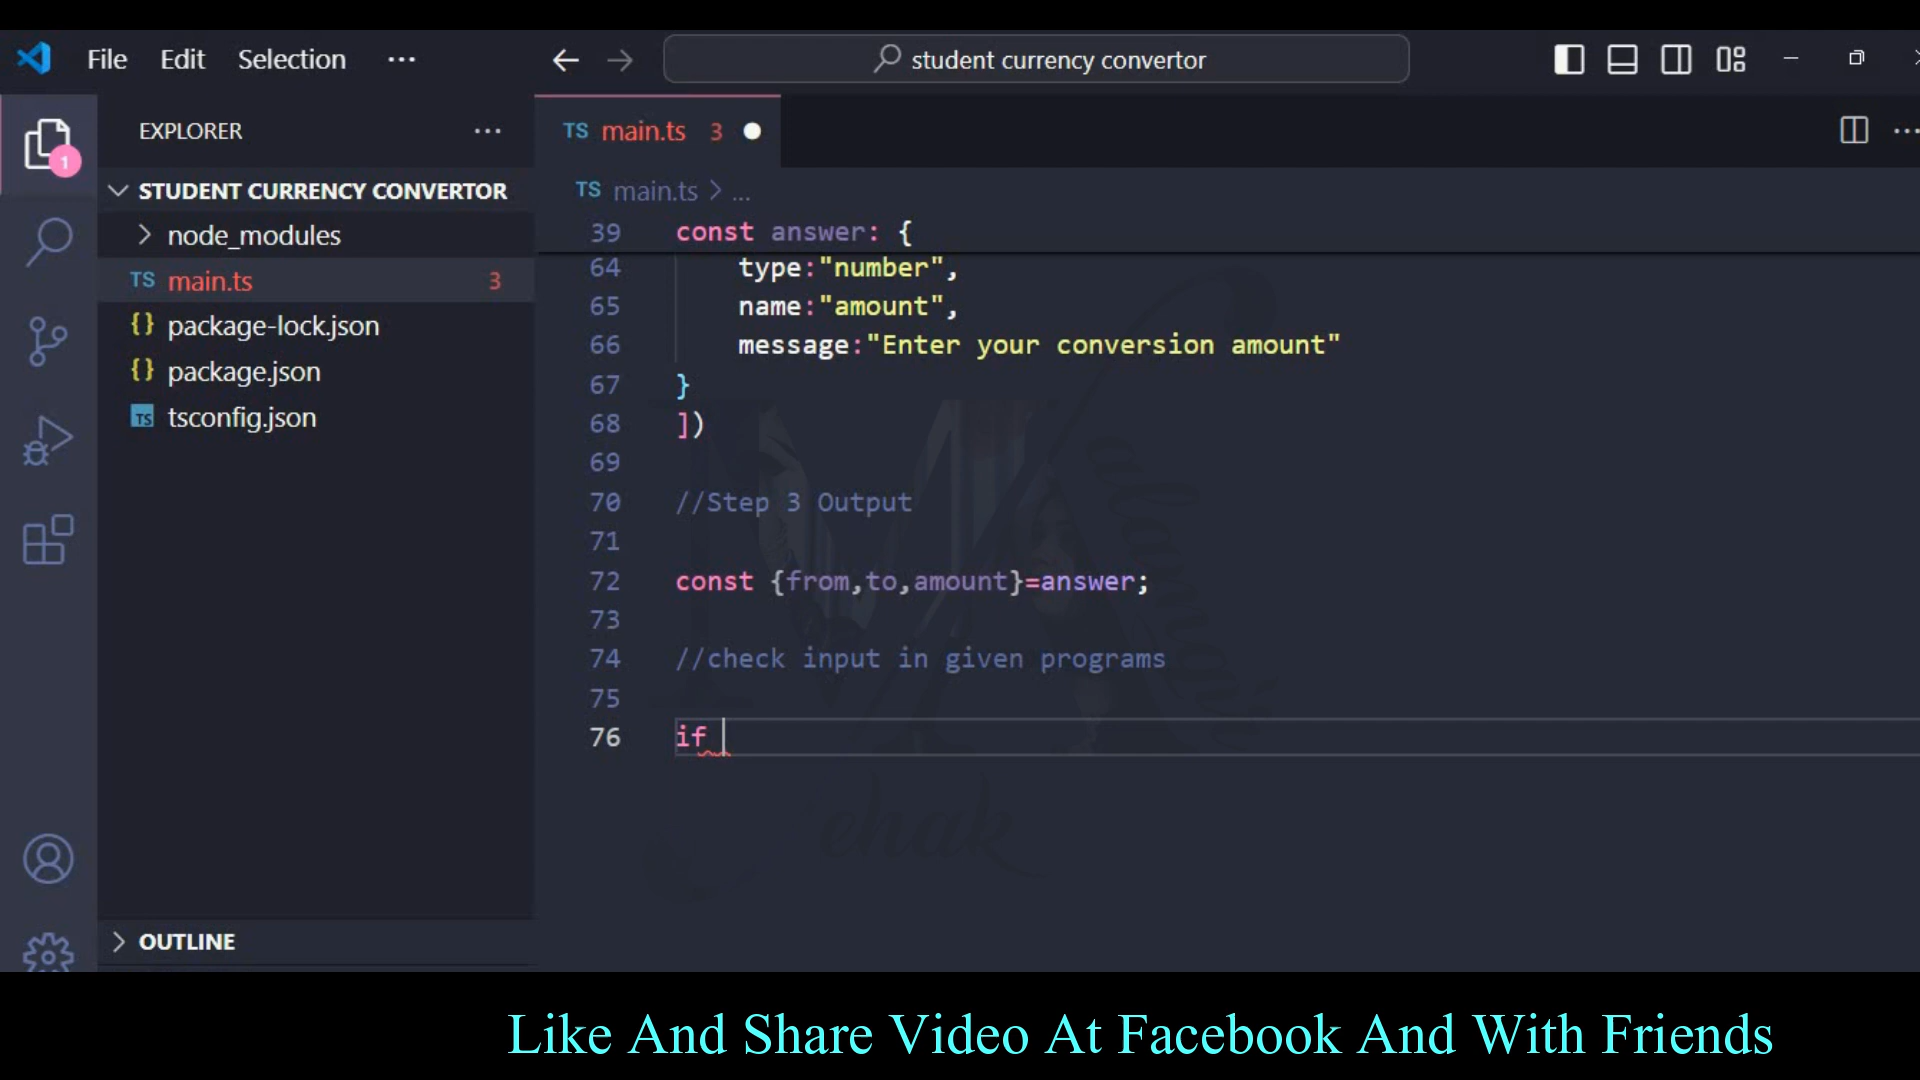 File Edit Selection ...
student currency convertor
EXPLORER ...
TS main.ts 3
1
STUDENT CURRENCY CONVERTOR
TS main.ts > ...
node_modules
TS main.ts 3
{} package-lock.json
{} package.json
TS tsconfig.json
39 const answer: {
64 type:"number",
65 name:"amount",
66 message:"Enter your conversion amount"
67 }
68 ])
69
70 //Step 3 Output
71
72 const {from,to,amount}=answer;
73
74 //check input in given programs
75
76 if
OUTLINE
Like And Share Video At Facebook And With Friends